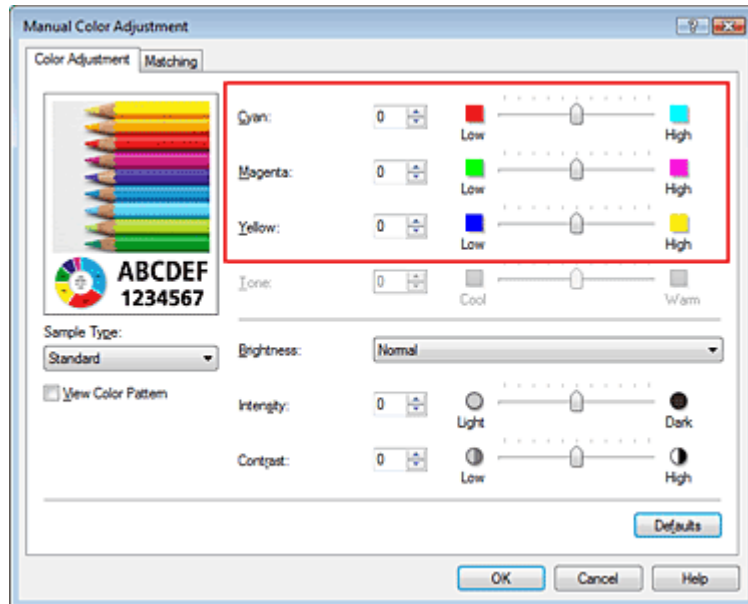 Manual Color Adjustment
Color Adjustment Matching
Cyan: 0 Low High
Magenta: 0 Low High
Yellow: 0 Low High
ABCDEF
1234567
Tone: 0 Cool Warm
Sample Type:
Standard
Brightness: Normal
View Color Pattern
Intensity: 0 Light Dark
Contrast: 0 Low High
Defaults
OK Cancel Help